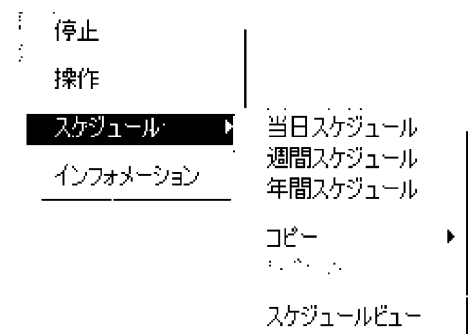 停止
操作
スケジュール
インフォメーション
当日スケジュール
週間スケジュール
年間スケジュール
コピー
スケジュールビュー